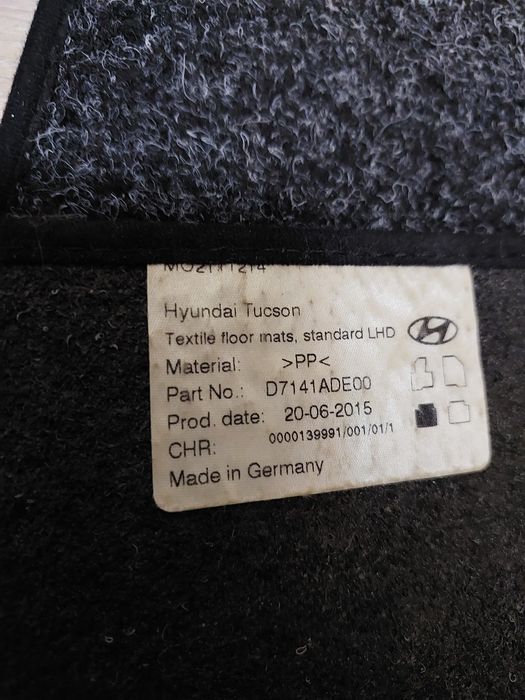 Hyundai Tucson
Textile floor mats, standard LHD
Material: >PP<
Part No.: D7141ADE00
Prod. date: 20-06-2015
CHR: 0000139991/001/01/1
Made in Germany